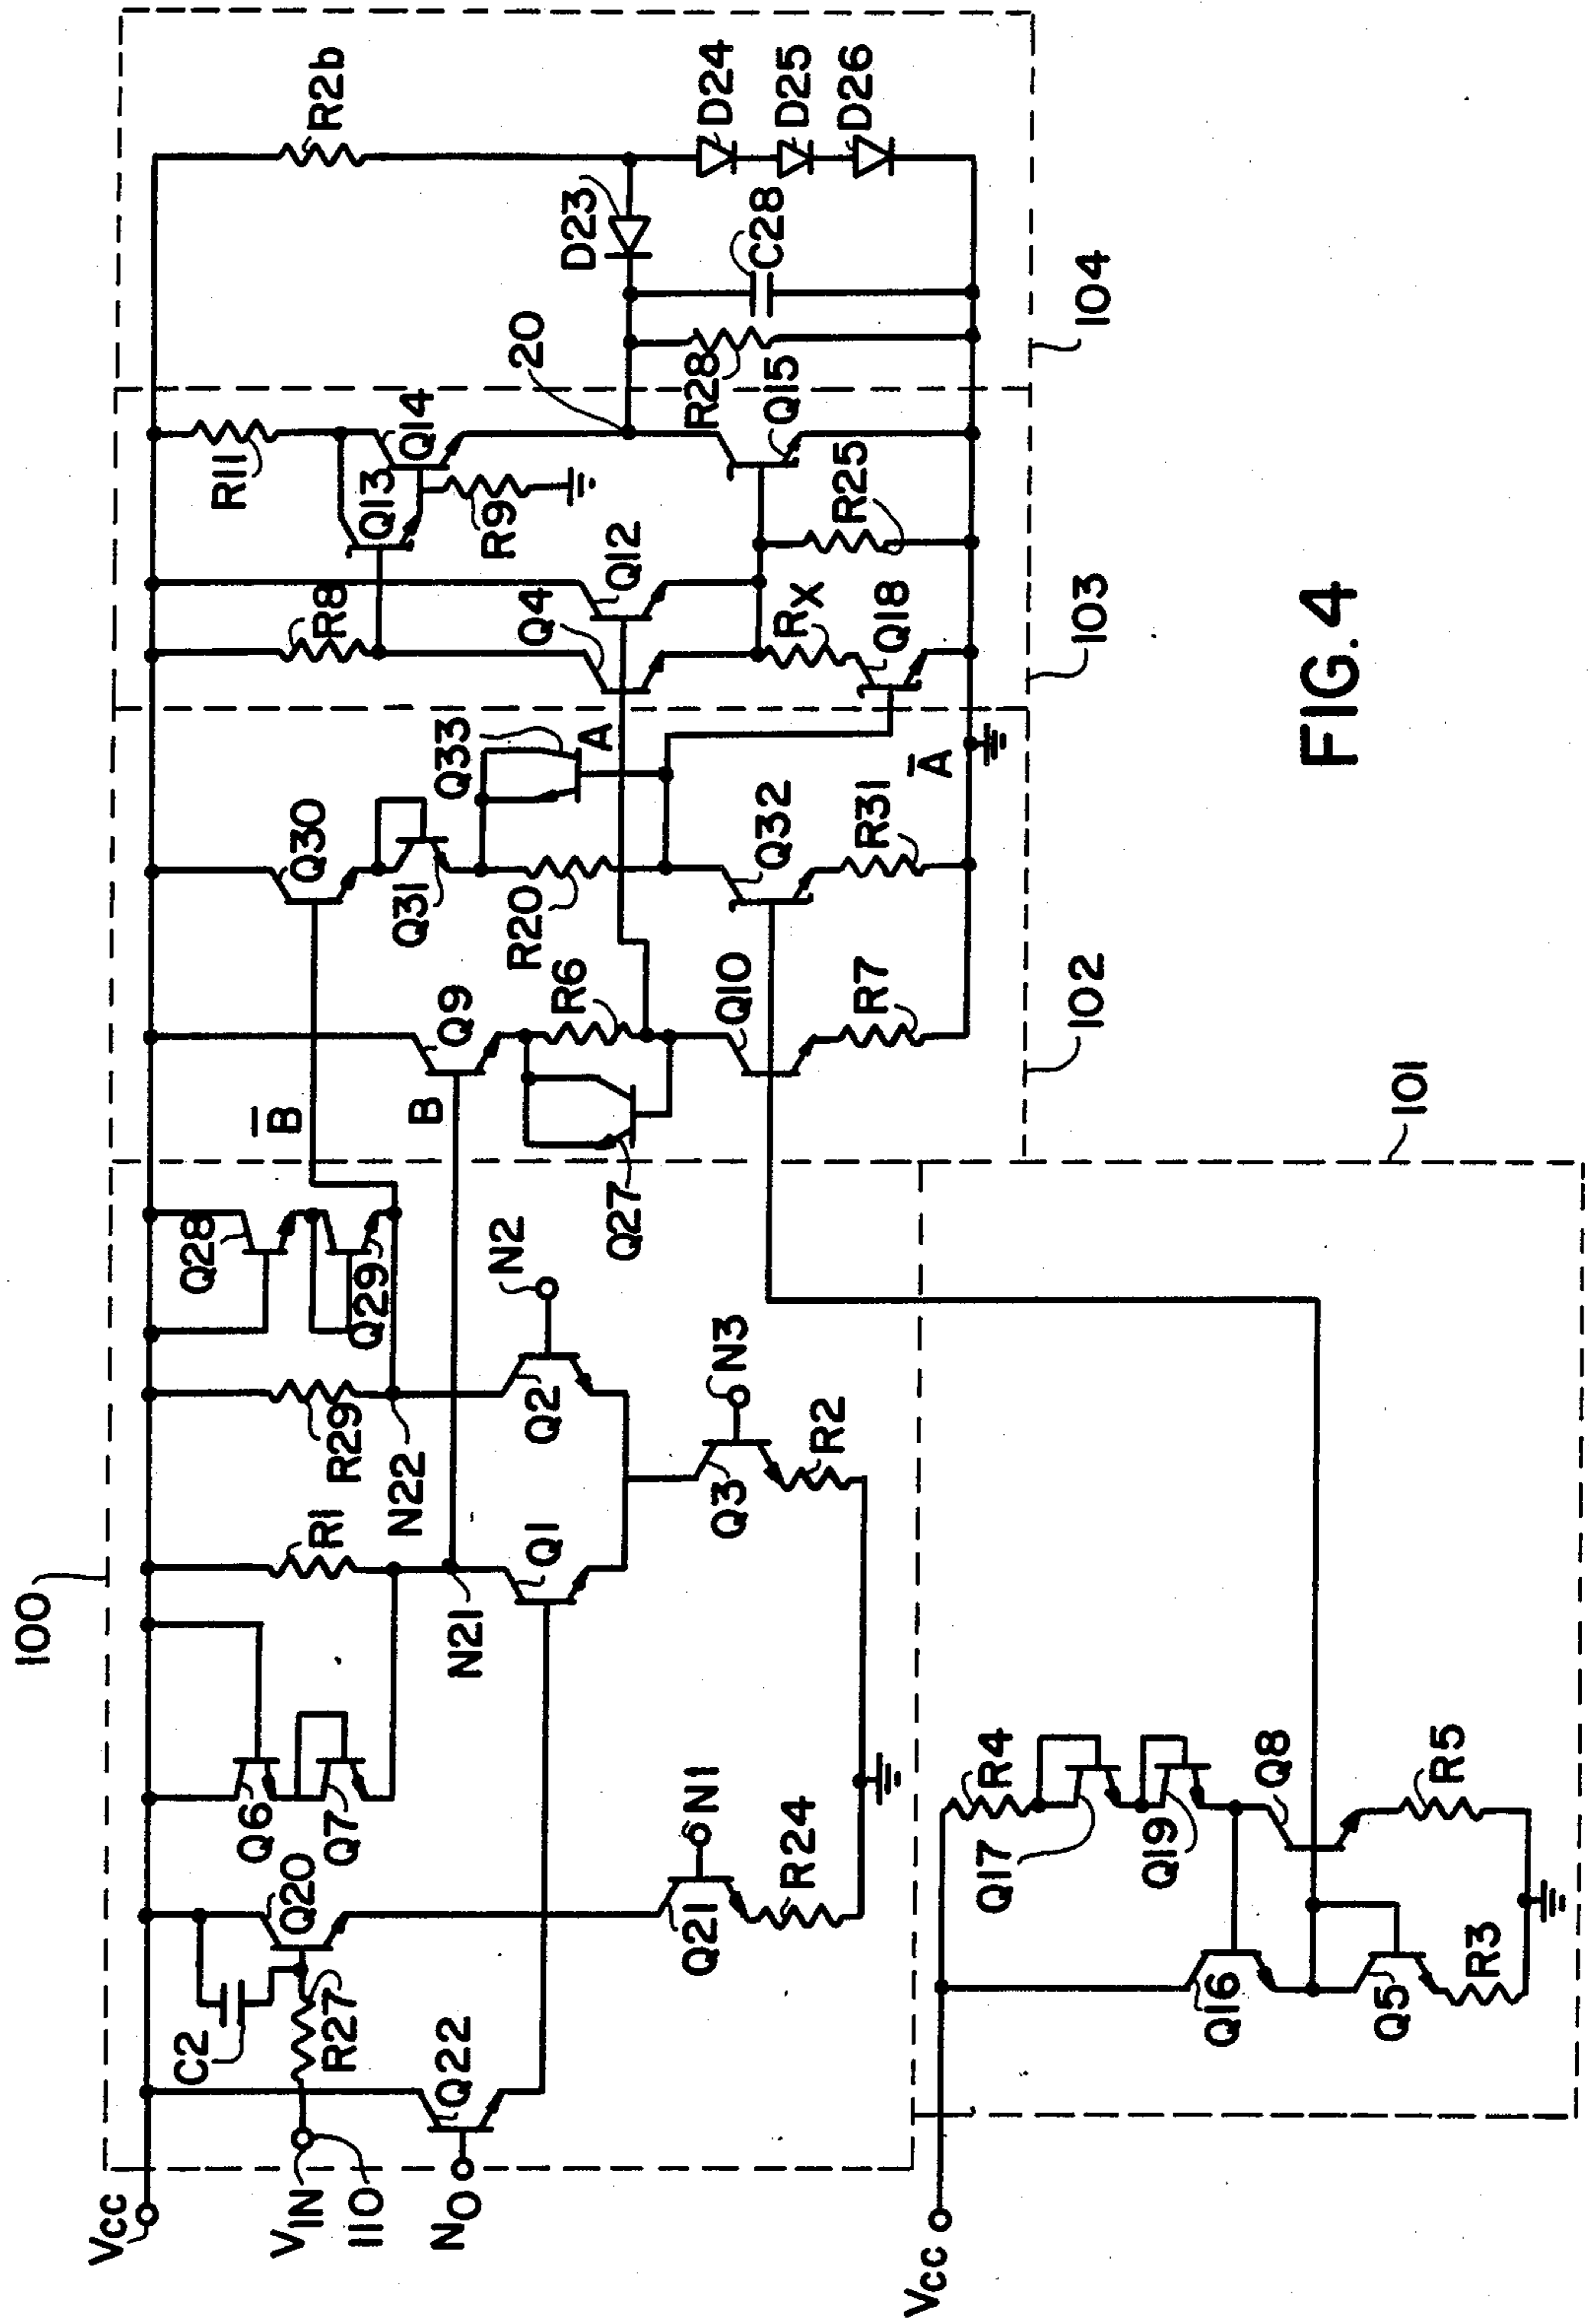 100
Vcc
VIN
110
N0
C2
R27
Q22
Q20
Q6
Q7
Q21
R24
N1
N21
R1
Q1
N22
R29
Q2
Q3
R2
N3
N2
Q28
Q29
B
B
Q9
Q27
R6
Q10
R7
Q30
Q31
R20
Q33
A
Q32
R31
A
102
R8
Q4
Q12
RX
Q18
R11
Q13
Q14
R9
R25
Q15
20
103
R2b
D23
R28
C28
D24
D25
D26
104
Vcc
Q16
Q5
R3
Q17
R4
Q19
Q8
R5
101
FIG. 4